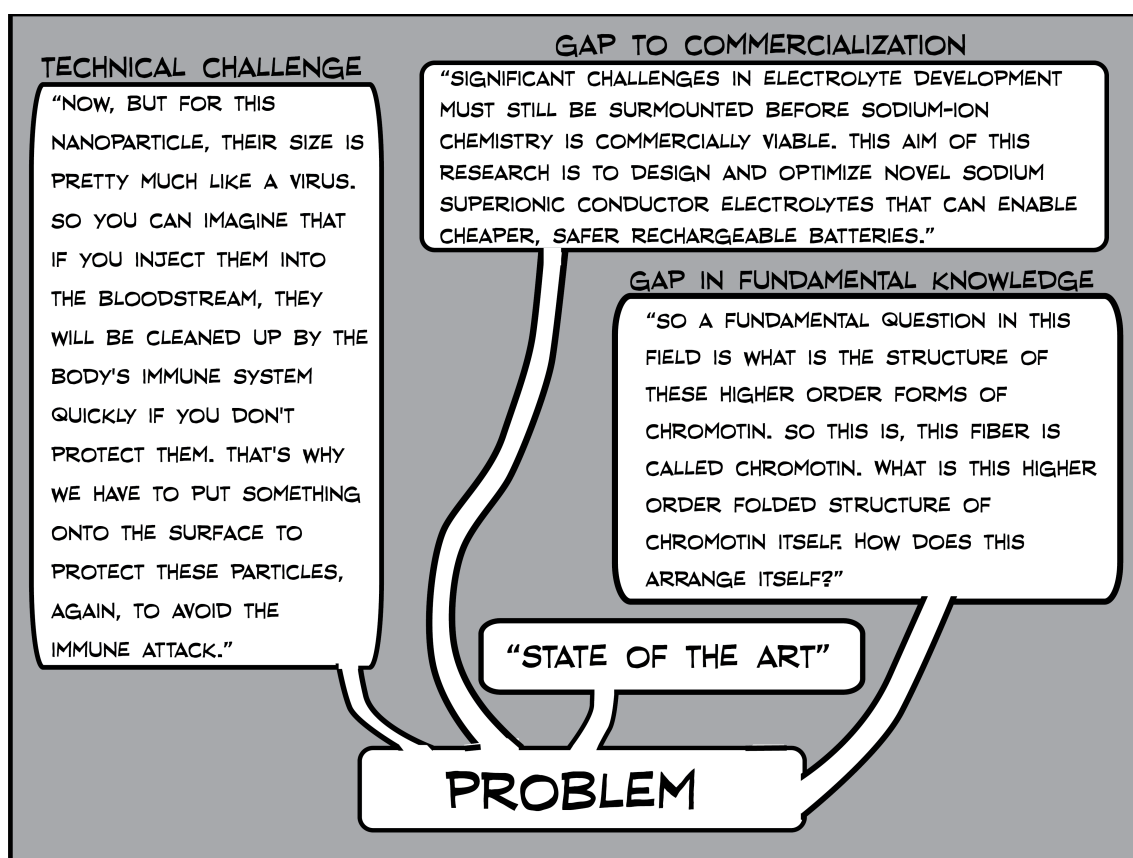 TECHNICAL CHALLENGE
"NOW, BUT FOR THIS
NANOPARTICLE, THEIR SIZE IS
PRETTY MUCH LIKE A VIRUS.
SO YOU CAN IMAGINE THAT
IF YOU INJECT THEM INTO
THE BLOODSTREAM, THEY
WILL BE CLEANED UP BY THE
BODY'S IMMUNE SYSTEM
QUICKLY IF YOU DON'T
PROTECT THEM. THAT'S WHY
WE HAVE TO PUT SOMETHING
ONTO THE SURFACE TO
PROTECT THESE PARTICLES,
AGAIN, TO AVOID THE
IMMUNE ATTACK."
GAP TO COMMERCIALIZATION
"SIGNIFICANT CHALLENGES IN ELECTROLYTE DEVELOPMENT
MUST STILL BE SURMOUNTED BEFORE SODIUM-ION
CHEMISTRY IS COMMERCIALLY VIABLE. THIS AIM OF THIS
RESEARCH IS TO DESIGN AND OPTIMIZE NOVEL SODIUM
SUPERIONIC CONDUCTOR ELECTROLYTES THAT CAN ENABLE
CHEAPER, SAFER RECHARGEABLE BATTERIES."
GAP IN FUNDAMENTAL KNOWLEDGE
"SO A FUNDAMENTAL QUESTION IN THIS
FIELD IS WHAT IS THE STRUCTURE OF
THESE HIGHER ORDER FORMS OF
CHROMOTIN. SO THIS IS, THIS FIBER IS
CALLED CHROMOTIN. WHAT IS THIS HIGHER
ORDER FOLDED STRUCTURE OF
CHROMOTIN ITSELF. HOW DOES THIS
ARRANGE ITSELF?"
"STATE OF THE ART"
PROBLEM